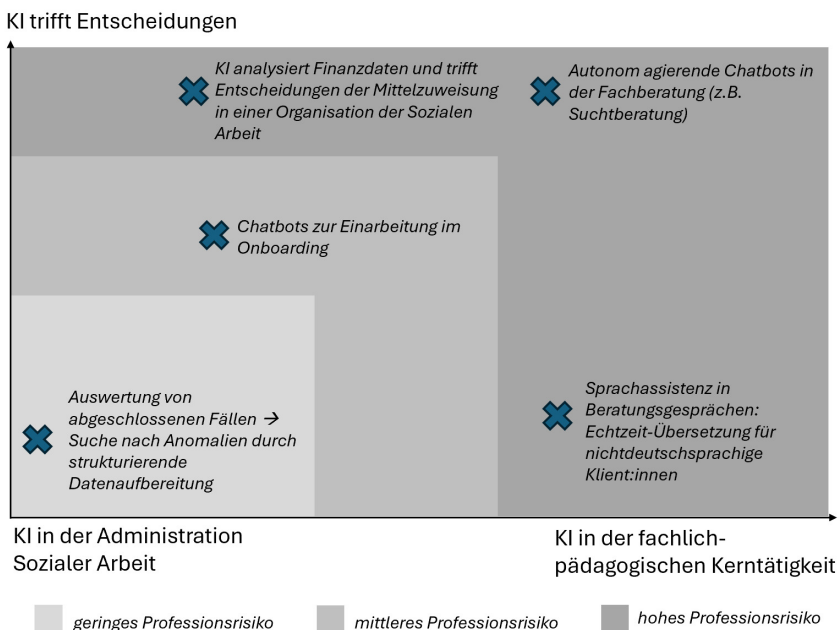 KI trifft Entscheidungen
KI analysiert Finanzdaten und trifft
Entscheidungen der Mittelzuweisung
in einer Organisation der Sozialen
Arbeit
Autonom agierende Chatbots in
der Fachberatung (z.B.
Suchtberatung)
Chatbots zur Einarbeitung im
Onboarding
Auswertung von
abgeschlossenen Fällen →
Suche nach Anomalien durch
strukturierende
Datenaufbereitung
Sprachassistenz in
Beratungsgesprächen:
Echtzeit-Übersetzung für
nichtdeutschsprachige
Klient:innen
KI in der Administration
Sozialer Arbeit
KI in der fachlich-
pädagogischen Kerntätigkeit
geringes Professionsrisiko
mittleres Professionsrisiko
hohes Professionsrisiko